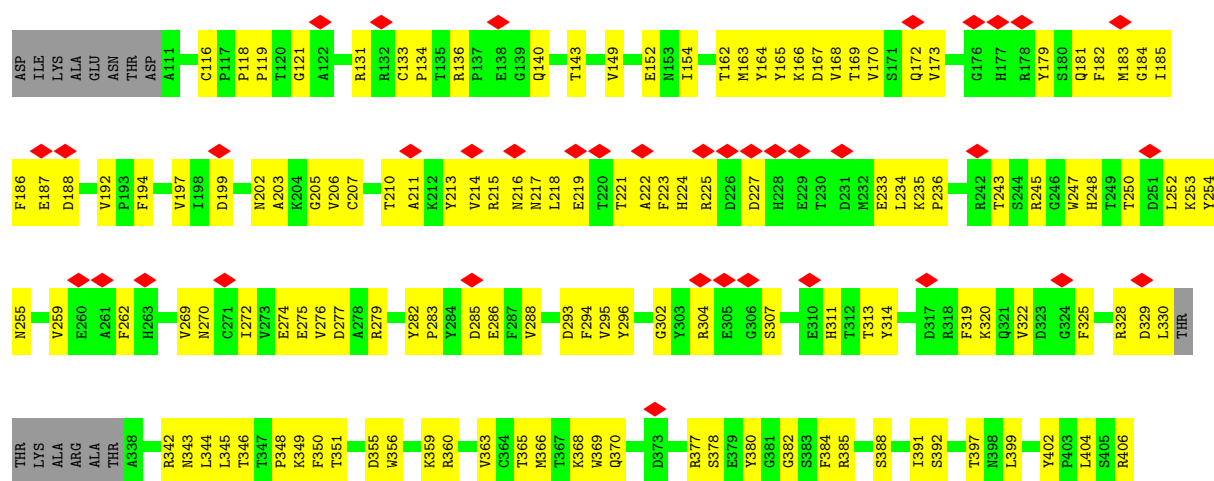 ASP ILE LYS ALA GLU ASN THR ASP A111 C116 P117 P118 P119 T120 G121 A122 R131 R132 C133 P134 T135 R136 P137 E138 G139 Q140 T143 V149 E152 N153 I154 T162 M163 Y164 Y165 K166 D167 V168 T169 V170 S171 Q172 V173 G176 H177 R178 Y179 S180 Q181 F182 M183 G184 I185
F186 E187 D188 V192 P193 F194 V197 I198 D199 N202 A203 K204 G205 V206 C207 T210 A211 K212 Y213 V214 R215 N216 N217 L218 E219 T220 T221 A222 F223 H224 R225 D226 D227 H228 E229 T230 D231 M232 E233 L234 K235 P236 R242 T243 S244 R245 G246 W247 H248 T249 T250 D251 L252 K253 Y254
N255 V259 E260 A261 F262 H263 V269 N270 C271 I272 V273 E274 E275 V276 D277 A278 R279 Y282 P283 Y284 D285 E286 F287 V288 D293 F294 V295 Y296 G302 Y303 R304 E305 G306 S307 E310 H311 T312 T313 Y314 D317 R318 F319 K320 Q321 V322 D323 G324 F325 R328 D329 L330 THR
THR LYS ALA ARG ALA THR A338 R342 N343 L344 L345 T346 T347 P348 K349 F350 T351 D355 W356 K359 R360 V363 C364 T365 M366 T367 K368 W369 Q370 D373 R377 S378 E379 Y380 G381 G382 S383 F384 R385 S388 I391 S392 T397 N398 L399 Y402 P403 L404 S405 R406